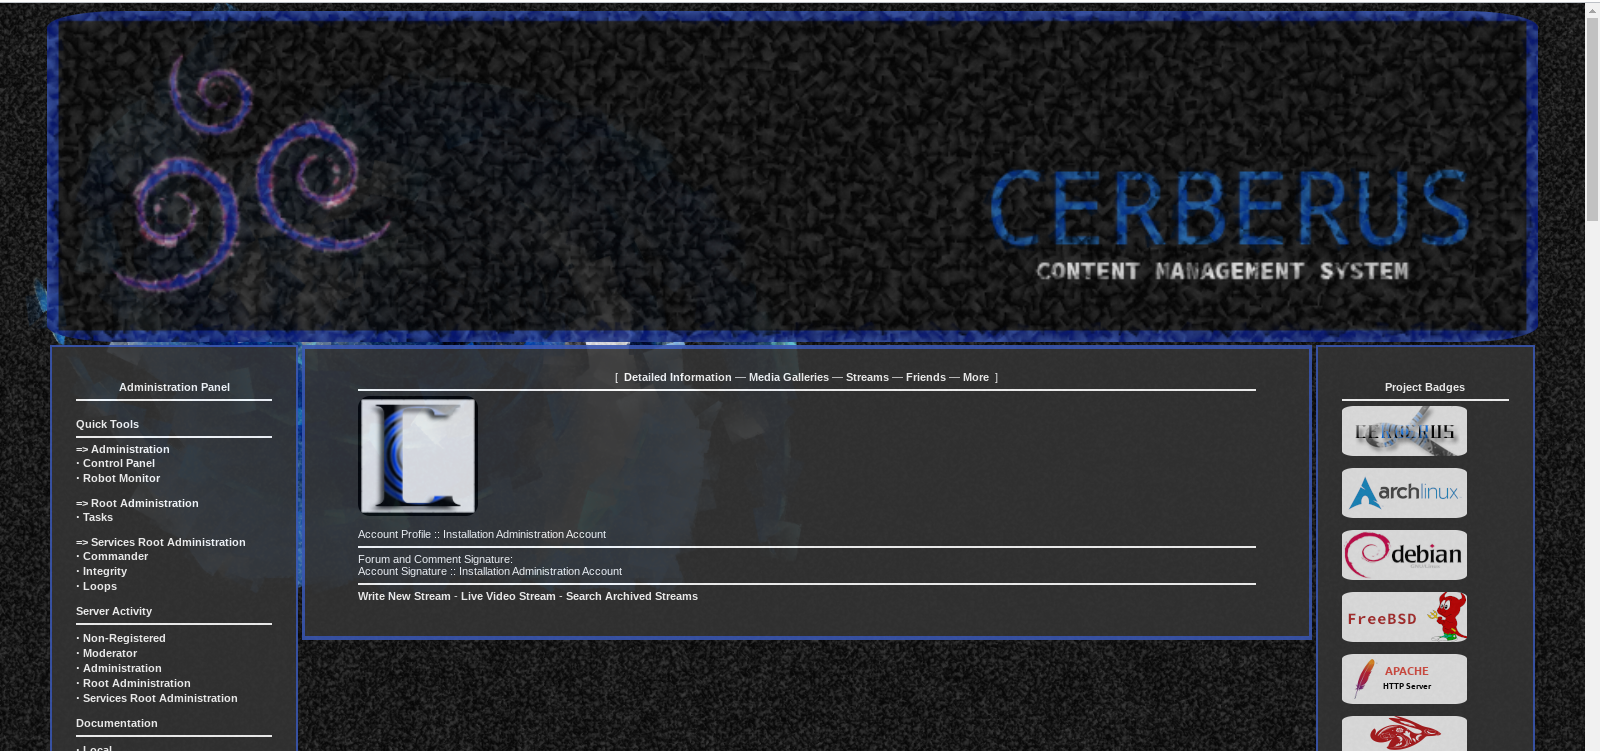 CERBERUS
CONTENT MANAGEMENT SYSTEM
Administration Panel
Quick Tools
=> Administration
· Control Panel
· Robot Monitor
=> Root Administration
· Tasks
=> Services Root Administration
· Commander
· Integrity
· Loops
Server Activity
· Non-Registered
· Moderator
· Administration
· Root Administration
· Services Root Administration
Documentation
· Local
[ Detailed Information — Media Galleries — Streams — Friends — More ]
Account Profile :: Installation Administration Account
Forum and Comment Signature:
Account Signature :: Installation Administration Account
Write New Stream - Live Video Stream - Search Archived Streams
Project Badges
CERBERUS
archlinux
debian
FreeBSD
APACHE
HTTP Server